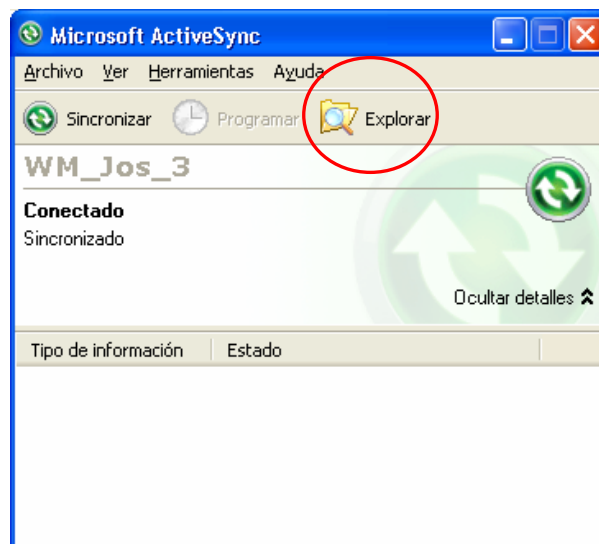 Microsoft ActiveSync
Archivo Ver Herramientas Ayuda
Sincronizar Programar Explorar
WM_Jos_3
Conectado
Sincronizado
Ocultar detalles
Tipo de información Estado